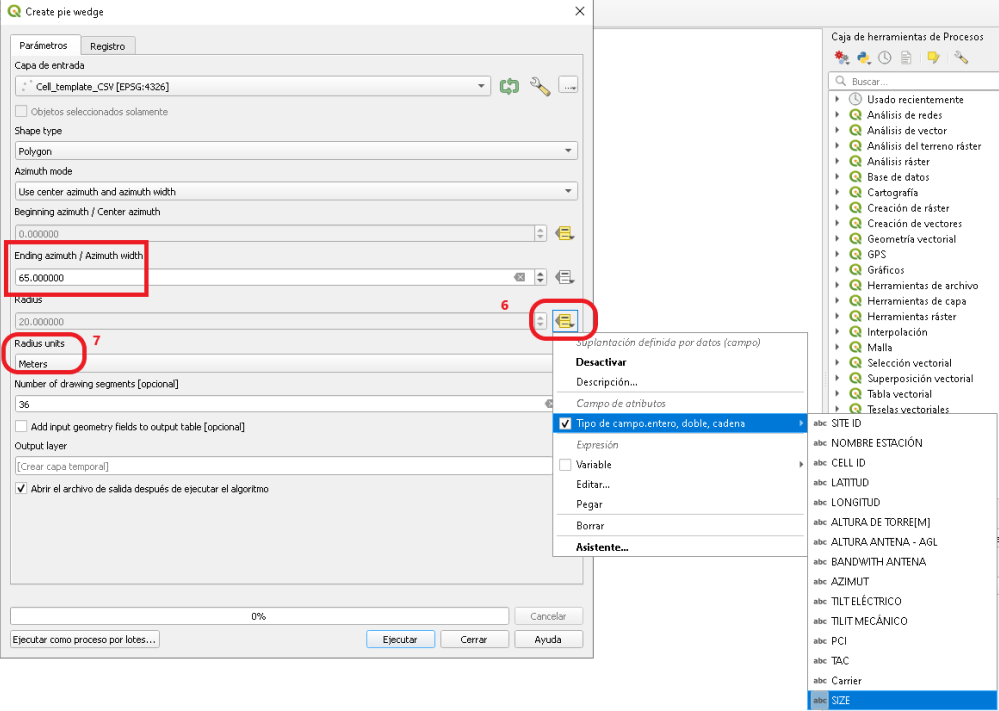 Create pie wedge
Parámetros
Registro
Capa de entrada
Cell_template_CSV [EPSG:4326]
...
Objetos seleccionados solamente
Shape type
Polygon
Azimuth mode
Use center azimuth and azimuth width
Beginning azimuth / Center azimuth
0.000000
Ending azimuth / Azimuth width
65.000000
Radius
6
20.000000
Radius units
7
Meters
Number of drawing segments [opcional]
36
Add input geometry fields to output table [opcional]
Output layer
[Crear capa temporal]
Abrir el archivo de salida después de ejecutar el algoritmo
0%
Cancelar
Ejecutar como proceso por lotes...
Ejecutar
Cerrar
Ayuda
Suplantación definida por datos (campo)
Desactivar
Descripción...
Campo de atributos
Tipo de campo.entero, doble, cadena
Expresión
Variable
Editar...
Pegar
Borrar
Asistente...
abc SITE ID
abc NOMBRE ESTACIÓN
abc CELL ID
abc LATITUD
abc LONGITUD
abc ALTURA DE TORRE[M]
abc ALTURA ANTENA - AGL
abc BANDWITH ANTENA
abc AZIMUT
abc TILT ELÉCTRICO
abc TILIT MECÁNICO
abc PCI
abc TAC
abc Carrier
abc SIZE
Caja de herramientas de Procesos
Buscar...
Usado recientemente
Análisis de redes
Análisis de vector
Análisis del terreno ráster
Análisis ráster
Base de datos
Cartografía
Creación de ráster
Creación de vectores
Geometría vectorial
GPS
Gráficos
Herramientas de archivo
Herramientas de capa
Herramientas ráster
Interpolación
Malla
Selección vectorial
Superposición vectorial
Tabla vectorial
Teselas vectoriales